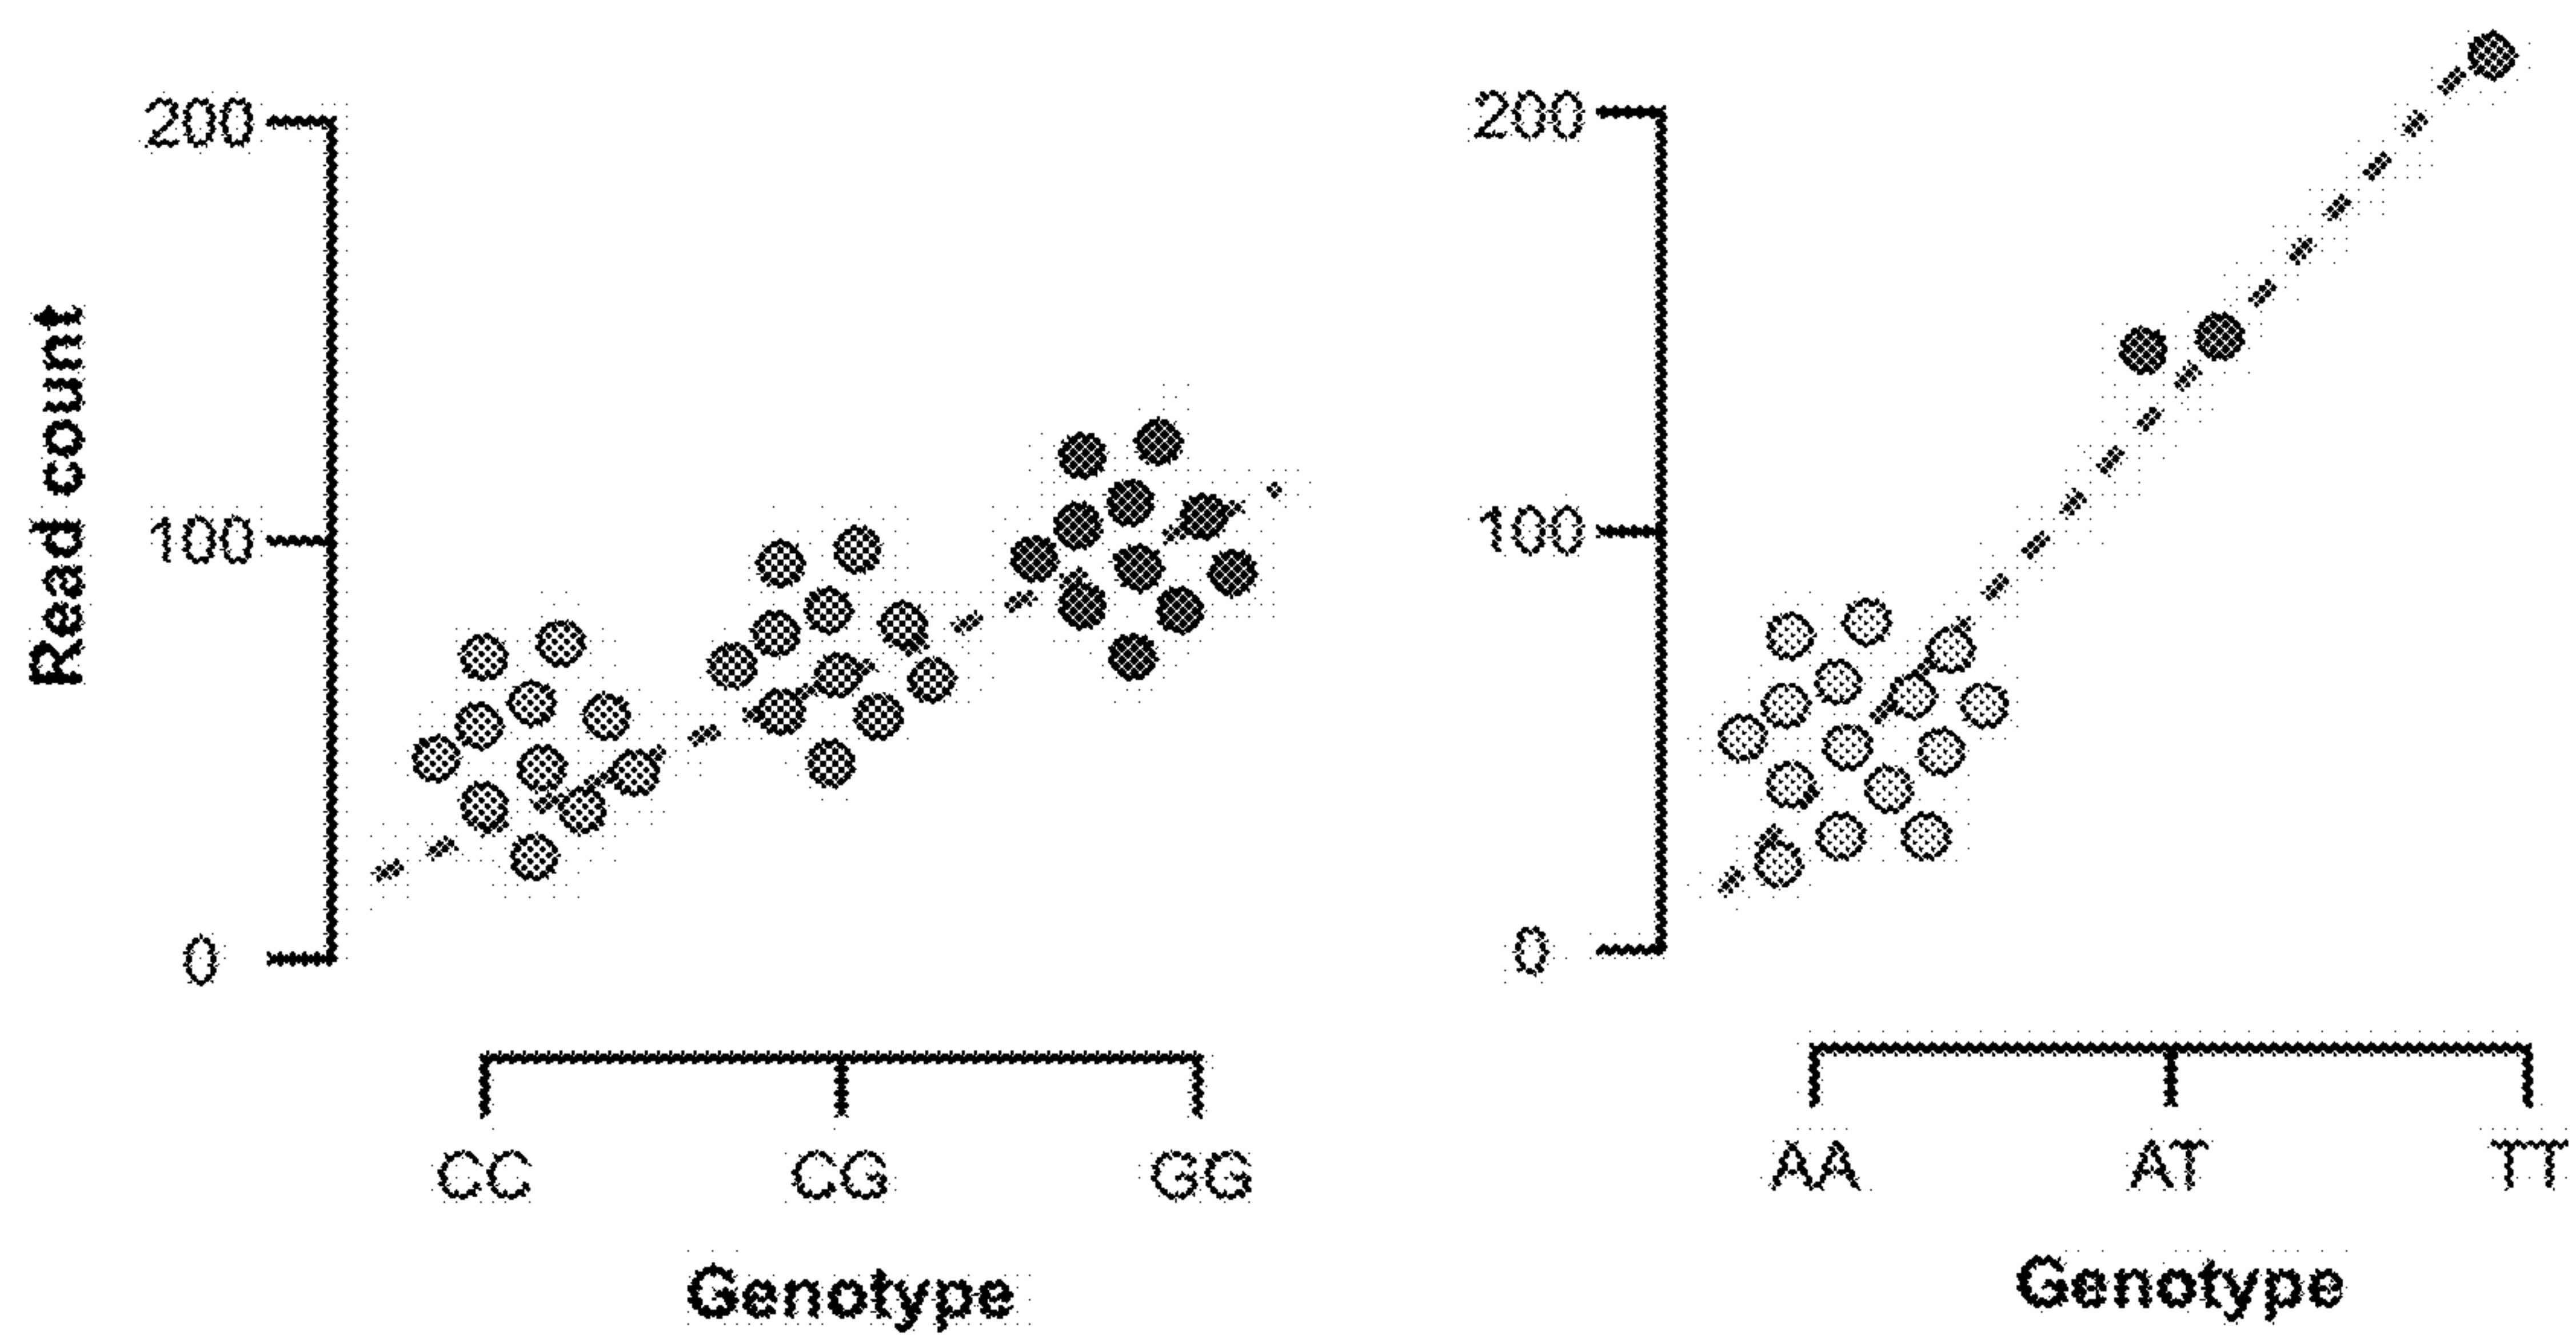 Read count
200
100
0
CC CG GG
Genotype
200
100
0
AA AT TT
Genotype